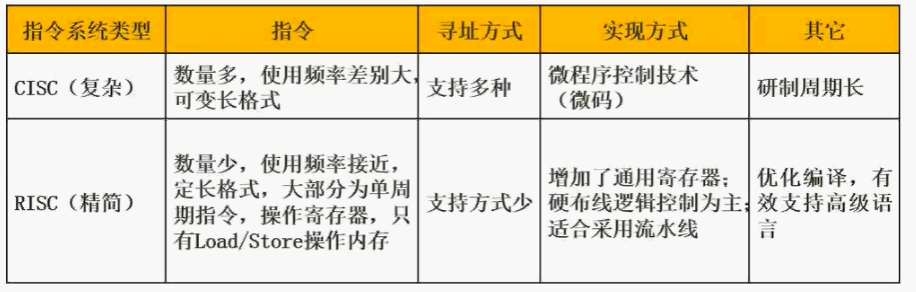 指令系统类型
指令
寻址方式
实现方式
其它
CISC（复杂）
数量多，使用频率差别大，
可变长格式
支持多种
微程序控制技术
（微码）
研制周期长
RISC（精简）
数量少，使用频率接近，
定长格式，大部分为单周
期指令，操作寄存器，只
有Load/Store操作内存
支持方式少
增加了通用寄存器；
硬布线逻辑控制为主；
适合采用流水线
优化编译，有
效支持高级语
言